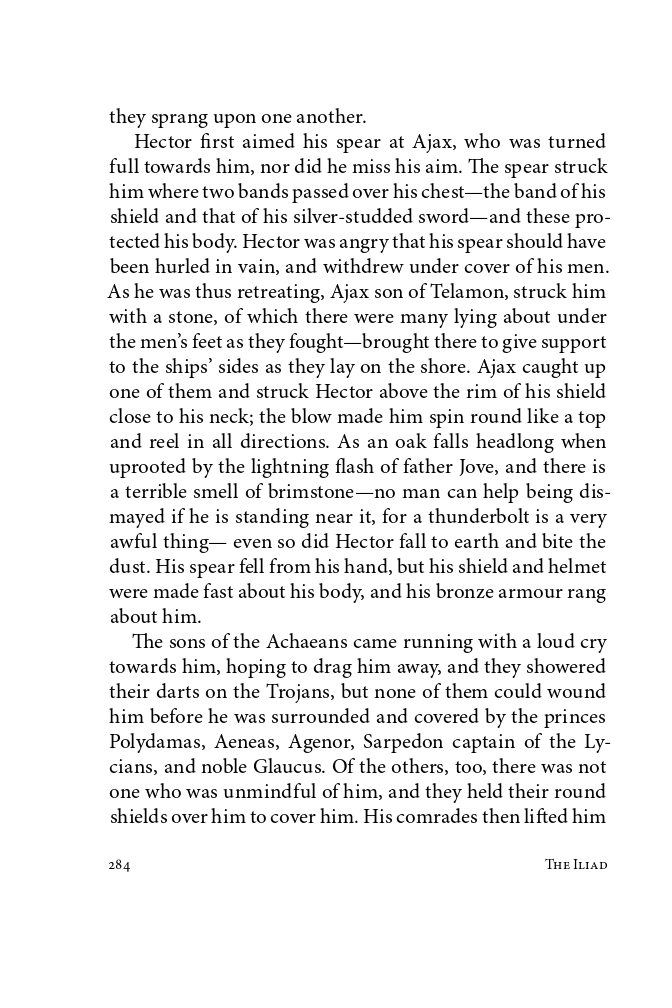 they sprang upon one another.
Hector first aimed his spear at Ajax, who was turned
full towards him, nor did he miss his aim. The spear struck
him where two bands passed over his chest—the band of his
shield and that of his silver-studded sword—and these pro-
tected his body. Hector was angry that his spear should have
been hurled in vain, and withdrew under cover of his men.
As he was thus retreating, Ajax son of Telamon, struck him
with a stone, of which there were many lying about under
the men’s feet as they fought—brought there to give support
to the ships’ sides as they lay on the shore. Ajax caught up
one of them and struck Hector above the rim of his shield
close to his neck; the blow made him spin round like a top
and reel in all directions. As an oak falls headlong when
uprooted by the lightning flash of father Jove, and there is
a terrible smell of brimstone—no man can help being dis-
mayed if he is standing near it, for a thunderbolt is a very
awful thing— even so did Hector fall to earth and bite the
dust. His spear fell from his hand, but his shield and helmet
were made fast about his body, and his bronze armour rang
about him.
The sons of the Achaeans came running with a loud cry
towards him, hoping to drag him away, and they showered
their darts on the Trojans, but none of them could wound
him before he was surrounded and covered by the princes
Polydamas, Aeneas, Agenor, Sarpedon captain of the Ly-
cians, and noble Glaucus. Of the others, too, there was not
one who was unmindful of him, and they held their round
shields over him to cover him. His comrades then lifted him
284 The Iliad